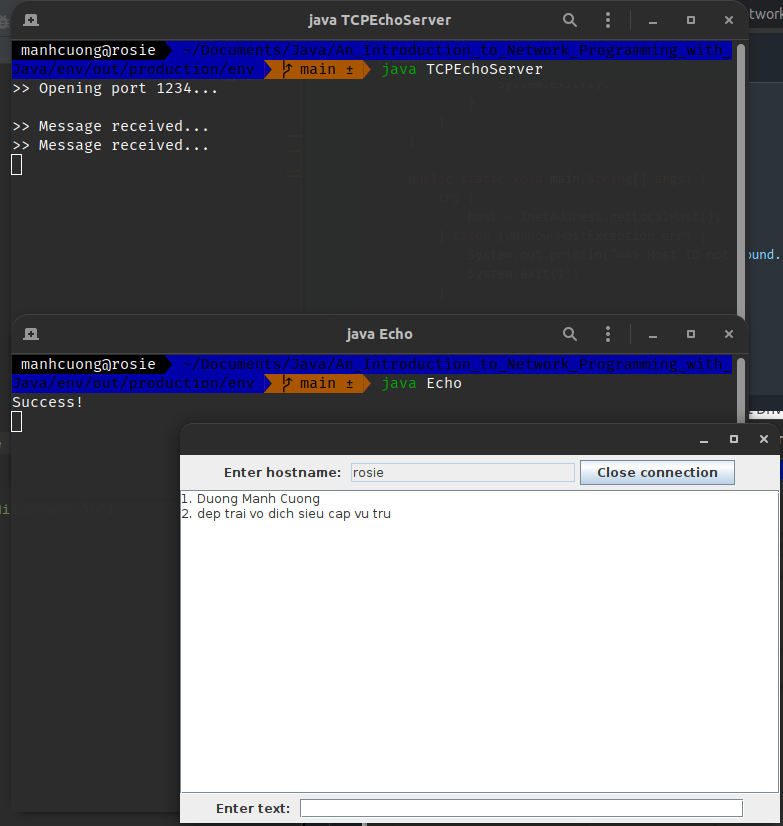 java TCPEchoServer
twork
manhcuong@rosie ~/Documents/Java/An Introduction to Network Programming with
Java/env/out/production/env main ± java TCPEchoServer
>> Opening port 1234...
>> Message received...
>> Message received...
ound.
java Echo
manhcuong@rosie ~/Documents/Java/An Introduction to Network Programming with
Java/env/out/production/env main ± java Echo
Success!
Enter hostname: rosie Close connection
1. Duong Manh Cuong
2. dep trai vo dich sieu cap vu tru
Enter text: